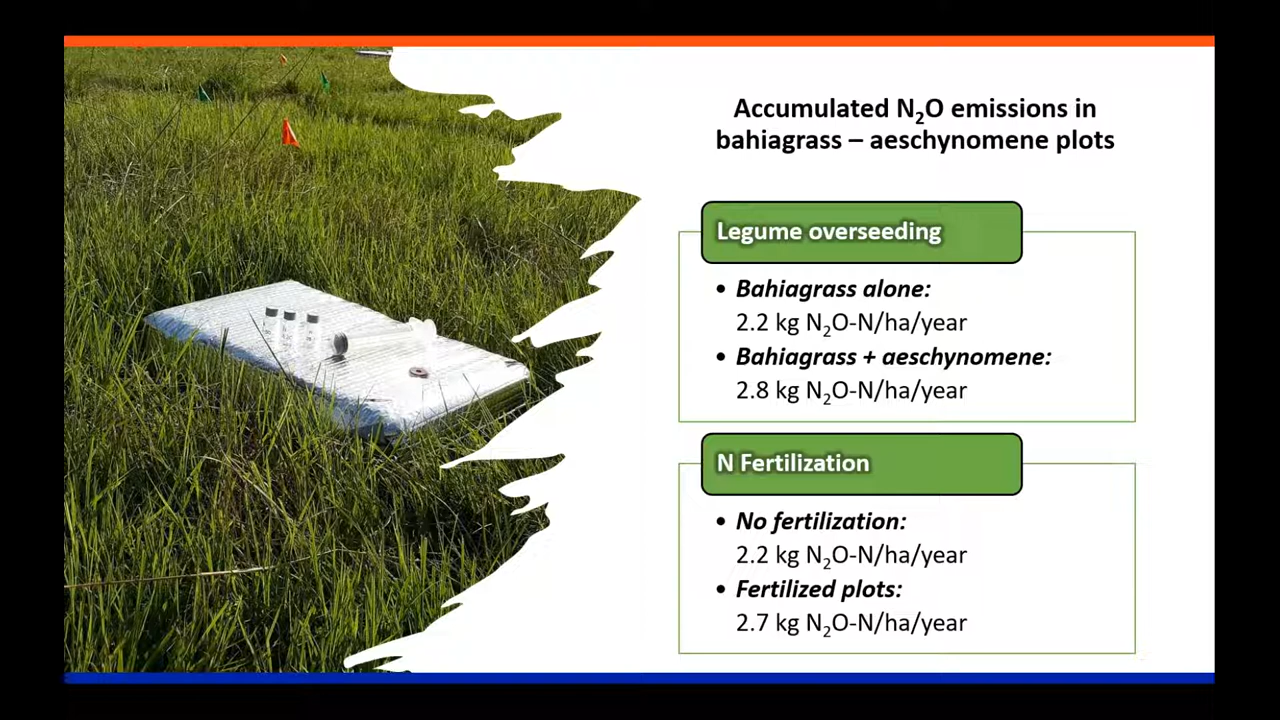 Accumulated N₂O emissions in
bahiagrass – aeschynomene plots
Legume overseeding
• Bahiagrass alone:
2.2 kg N₂O-N/ha/year
• Bahiagrass + aeschynomene:
2.8 kg N₂O-N/ha/year
N Fertilization
• No fertilization:
2.2 kg N₂O-N/ha/year
• Fertilized plots:
2.7 kg N₂O-N/ha/year